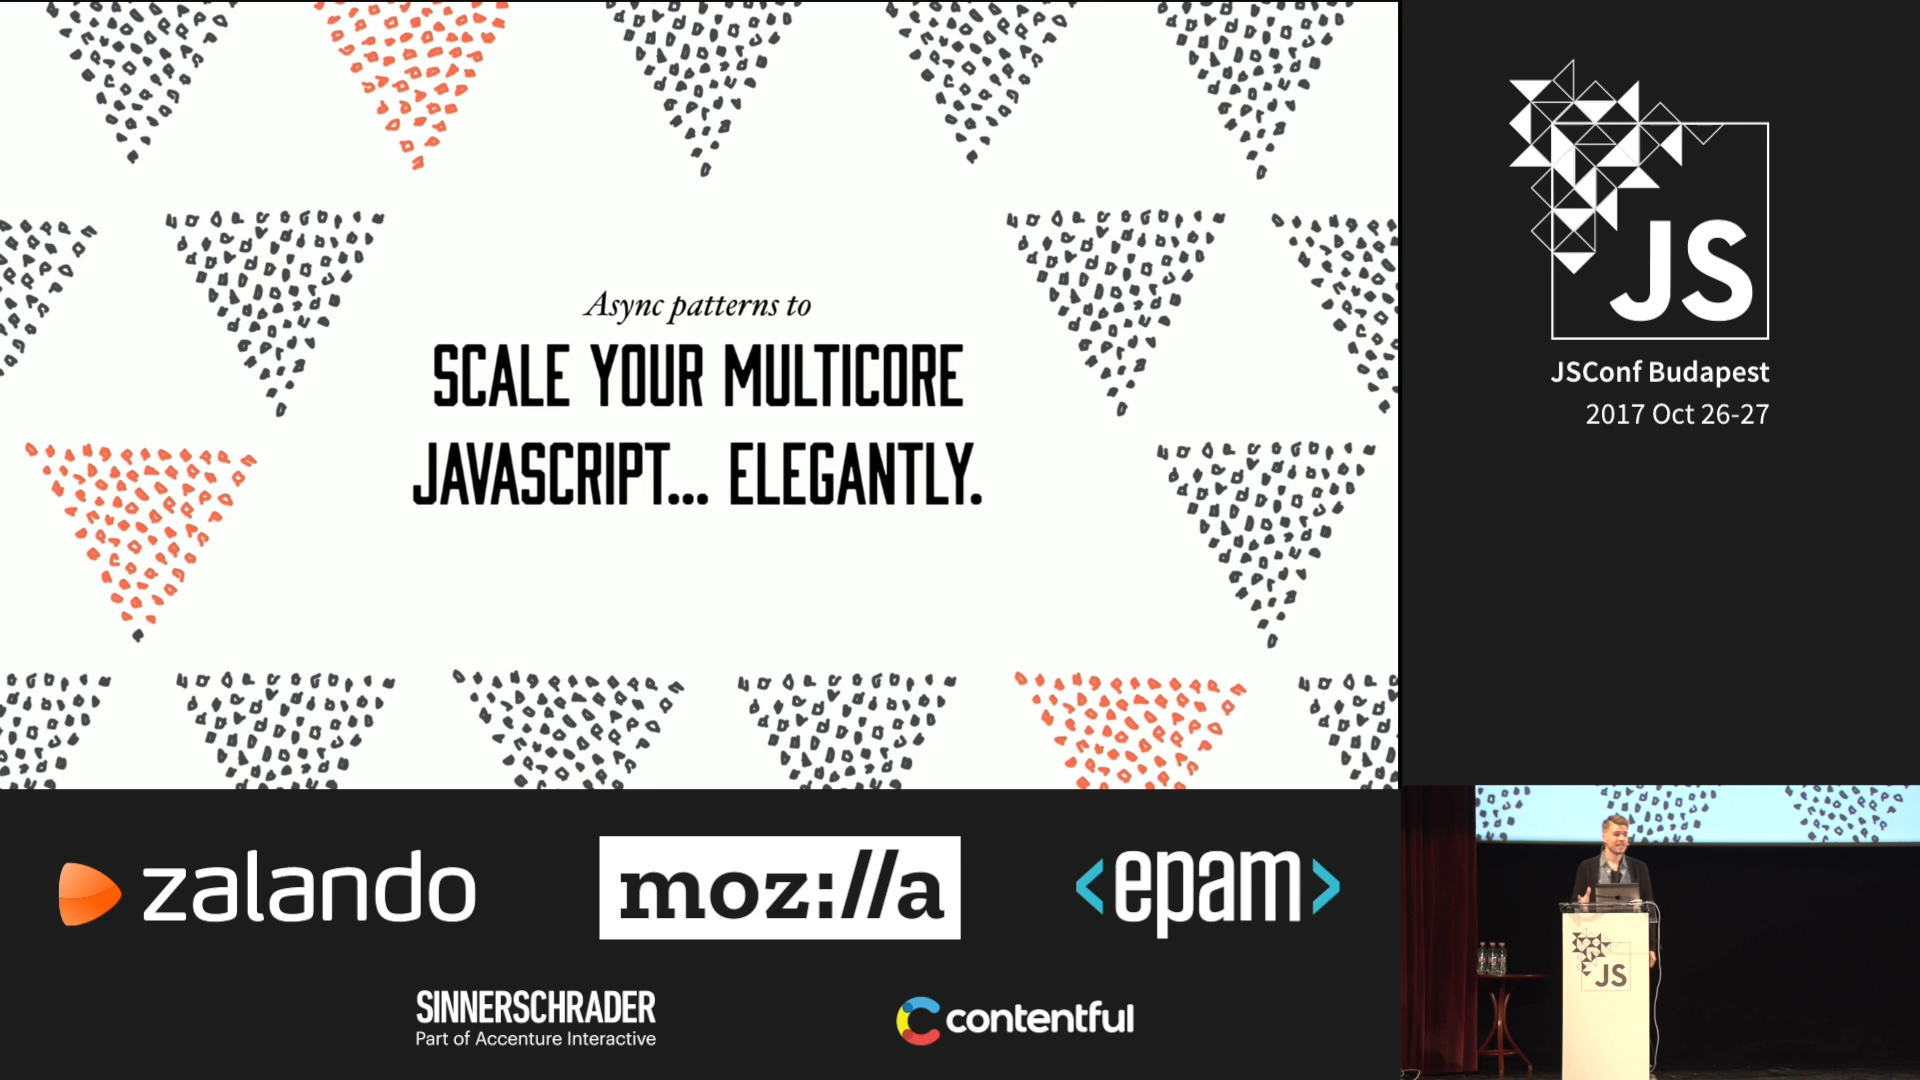 Async patterns to
SCALE YOUR MULTICORE
JAVASCRIPT... ELEGANTLY.
JS
JSConf Budapest
2017 Oct 26-27
zalando
moz://a
<epam>
SINNERSCHRADER
Part of Accenture Interactive
contentful
JS